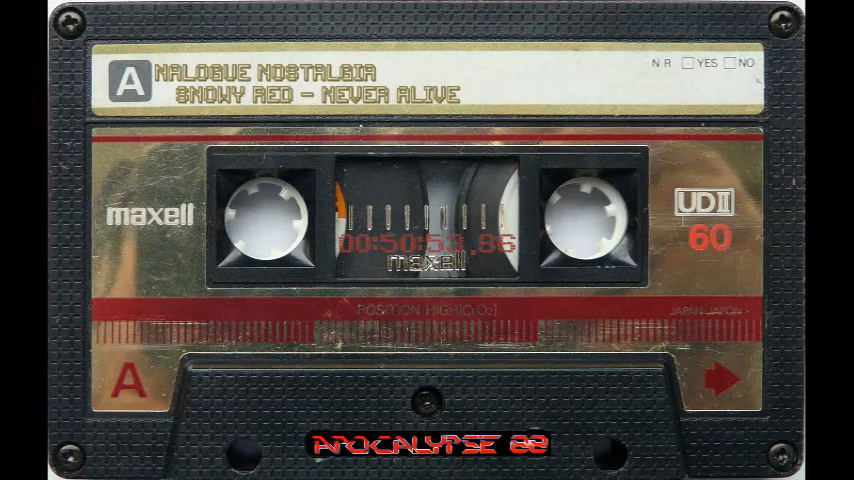 A NALOGUE NOSTALGIA
SNOWY RED - NEVER ALIVE
N R □ YES □ NO
maxell
UDII
60
00:50:53.86
maxell
POSITION HIGH[CrO2]
JAPAN JAPON
A
APOCALYPSE 88